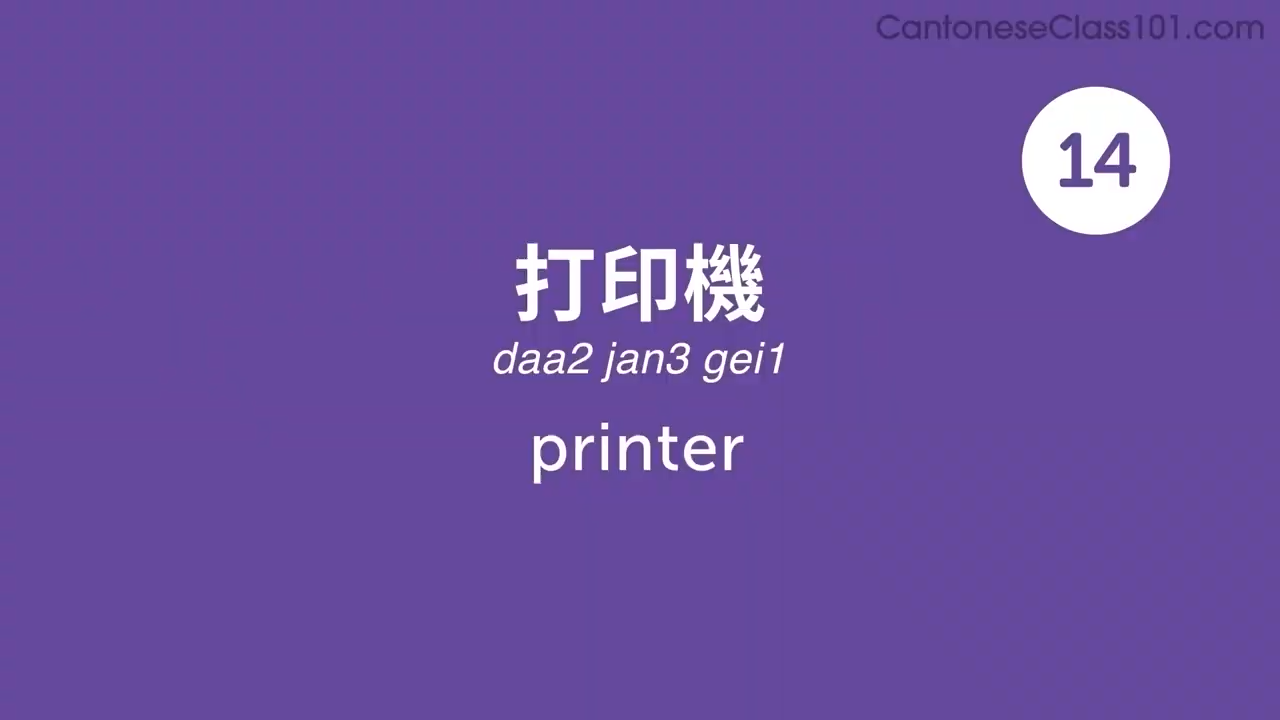 CantoneseClass101.com
14
打印機
daa2 jan3 gei1
printer